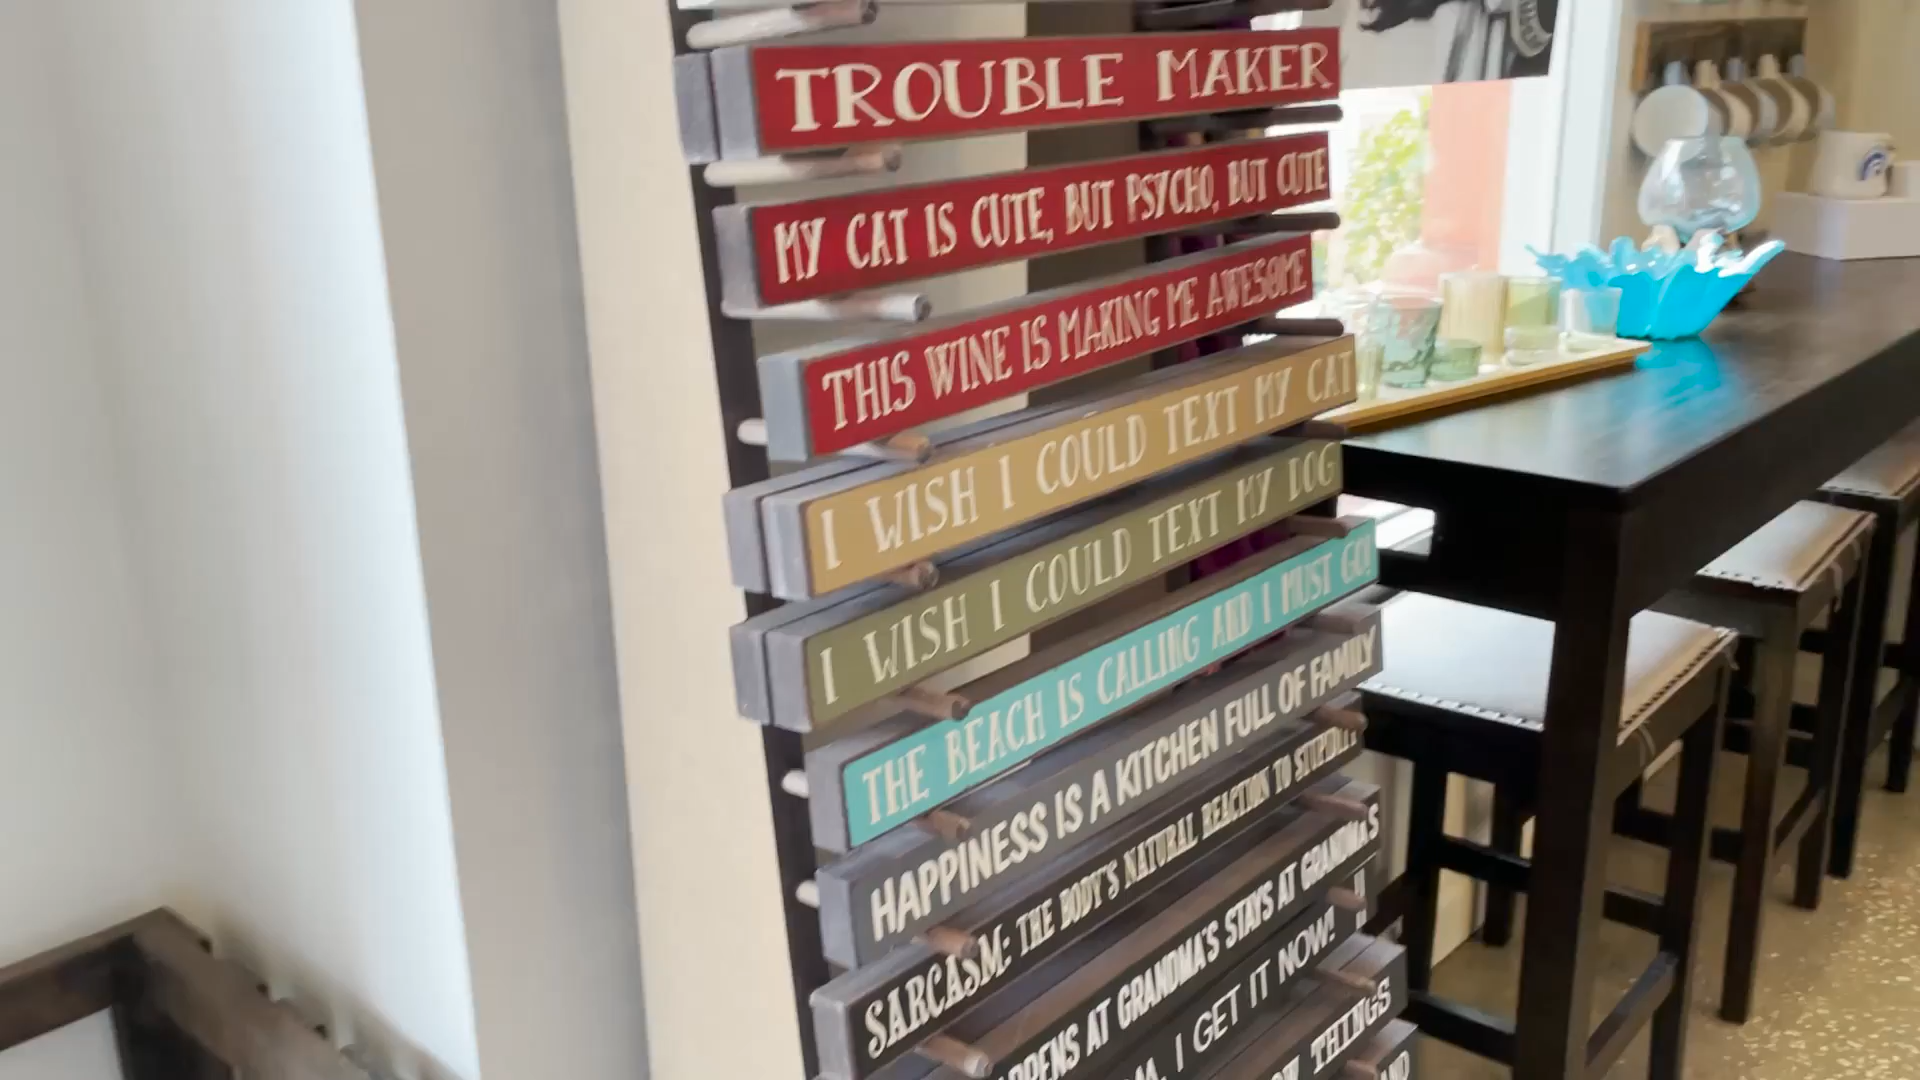 TROUBLE MAKER
MY CAT IS CUTE, BUT PSYCHO, BUT CUTE
THIS WINE IS MAKING ME AWESOME
I WISH I COULD TEXT MY CAT
I WISH I COULD TEXT MY DOG
THE BEACH IS CALLING AND I MUST GO!
HAPPINESS IS A KITCHEN FULL OF FAMILY
SARCASM: THE BODY'S NATURAL REACTION TO STUPIDITY
AT GRANDMA'S STAYS AT GRANDMA'S
I GET IT NOW!
THINGS
AND